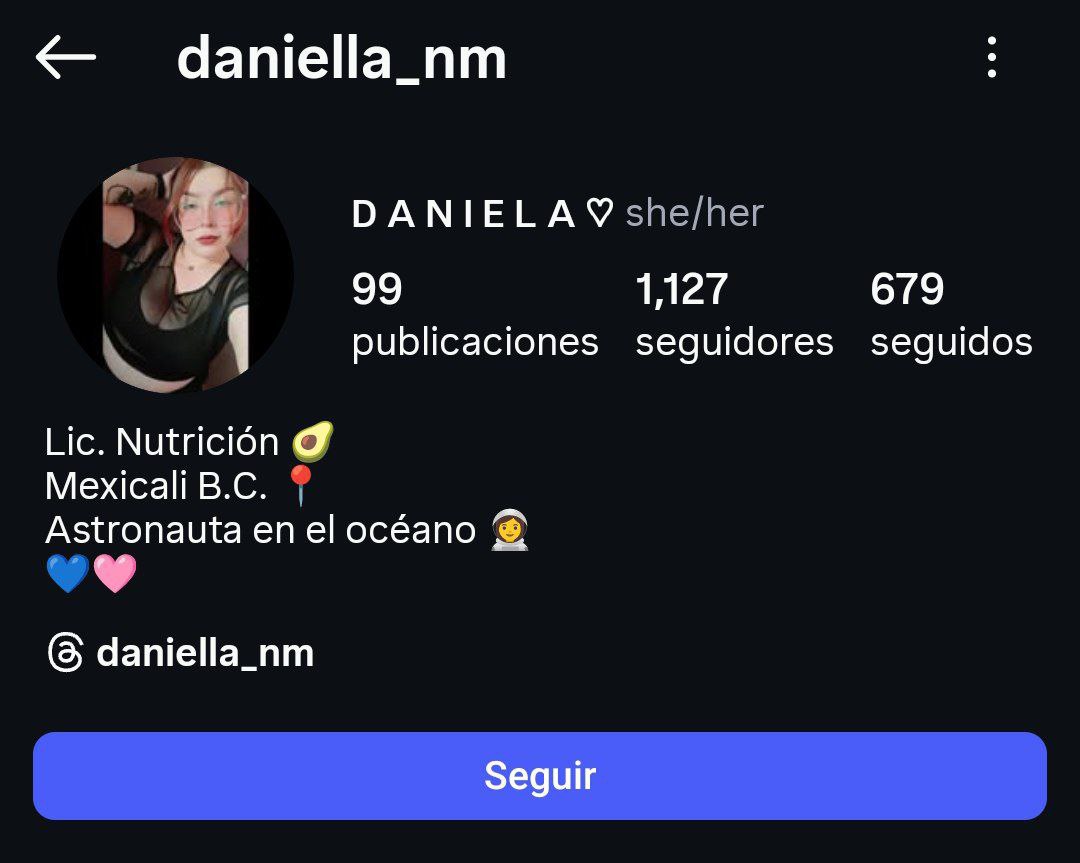 daniella_nm
D A N I E L A ♡ she/her
99 1,127 679
publicaciones seguidores seguidos
Lic. Nutrición 🥑
Mexicali B.C. 📍
Astronauta en el océano 👩‍🚀
💙🩷
daniella_nm
Seguir